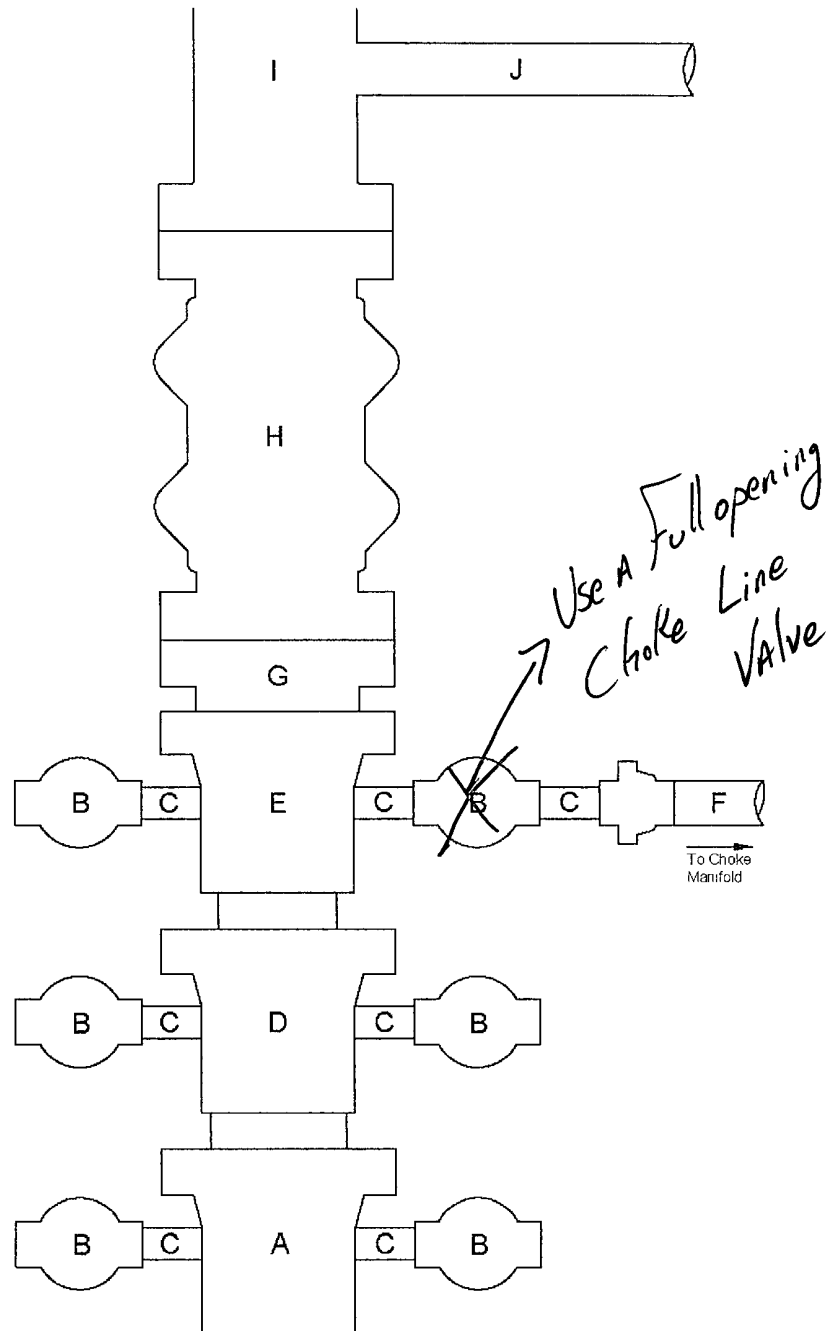 I
J
H
Use A Full opening
Choke Line
VAlve
G
B C E C B C F
To Choke
Manifold
B C D C B
B C A C B